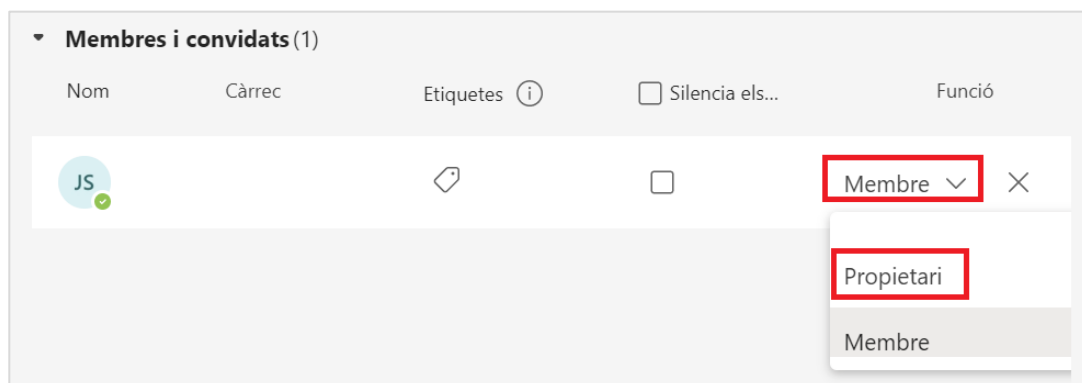 Membres i convidats (1)
Nom Càrrec Etiquetes Silencia els... Funció
JS Membre
Propietari
Membre